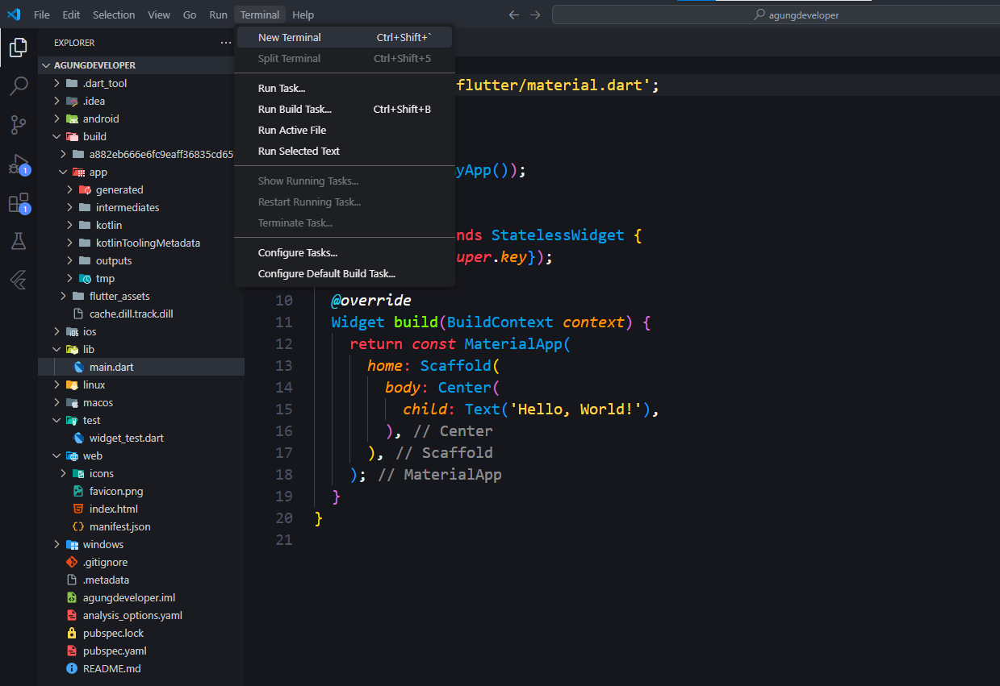 File Edit Selection View Go Run Terminal Help
agungdeveloper
EXPLORER
AGUNGDEVELOPER
.dart_tool
.idea
android
build
a882eb666e6fc9eaff36835cd65
app
generated
intermediates
kotlin
kotlinToolingMetadata
outputs
tmp
flutter_assets
cache.dill.track.dill
ios
lib
main.dart
linux
macos
test
widget_test.dart
web
icons
favicon.png
index.html
manifest.json
windows
.gitignore
.metadata
agungdeveloper.iml
analysis_options.yaml
pubspec.lock
pubspec.yaml
README.md
1
1
New Terminal Ctrl+Shift+`
Split Terminal Ctrl+Shift+5
Run Task...
Run Build Task... Ctrl+Shift+B
Run Active File
Run Selected Text
Show Running Tasks...
Restart Running Task...
Terminate Task...
Configure Tasks...
Configure Default Build Task...
flutter/material.dart';
yApp());
nds StatelessWidget {
uper.key});
10 @override
11 Widget build(BuildContext context) {
12 return const MaterialApp(
13 home: Scaffold(
14 body: Center(
15 child: Text('Hello, World!'),
16 ), // Center
17 ), // Scaffold
18 ); // MaterialApp
19 }
20 }
21